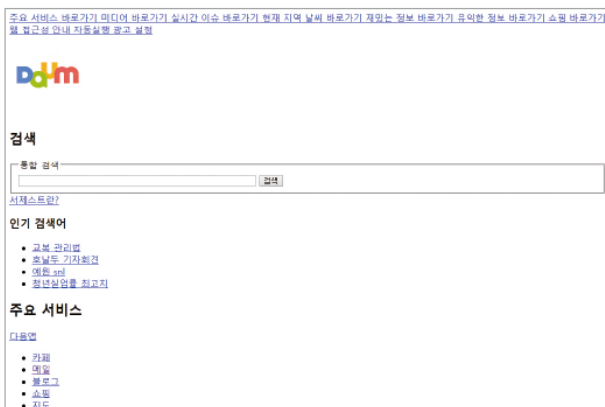 주요 서비스 바로가기 미디어 바로가기 실시간 이슈 바로가기 현재 지역 날씨 바로가기 재밌는 정보 바로가기 유익한 정보 바로가기 쇼핑 바로가기
웹 접근성 안내 자동실행 광고 설정
Daum
검색
통합 검색
검색
서제스트란?
인기 검색어
교복 관리법
호날두 기자회견
예원 snl
청년실업률 최고지
주요 서비스
다음앱
카페
메일
블로그
쇼핑
지도